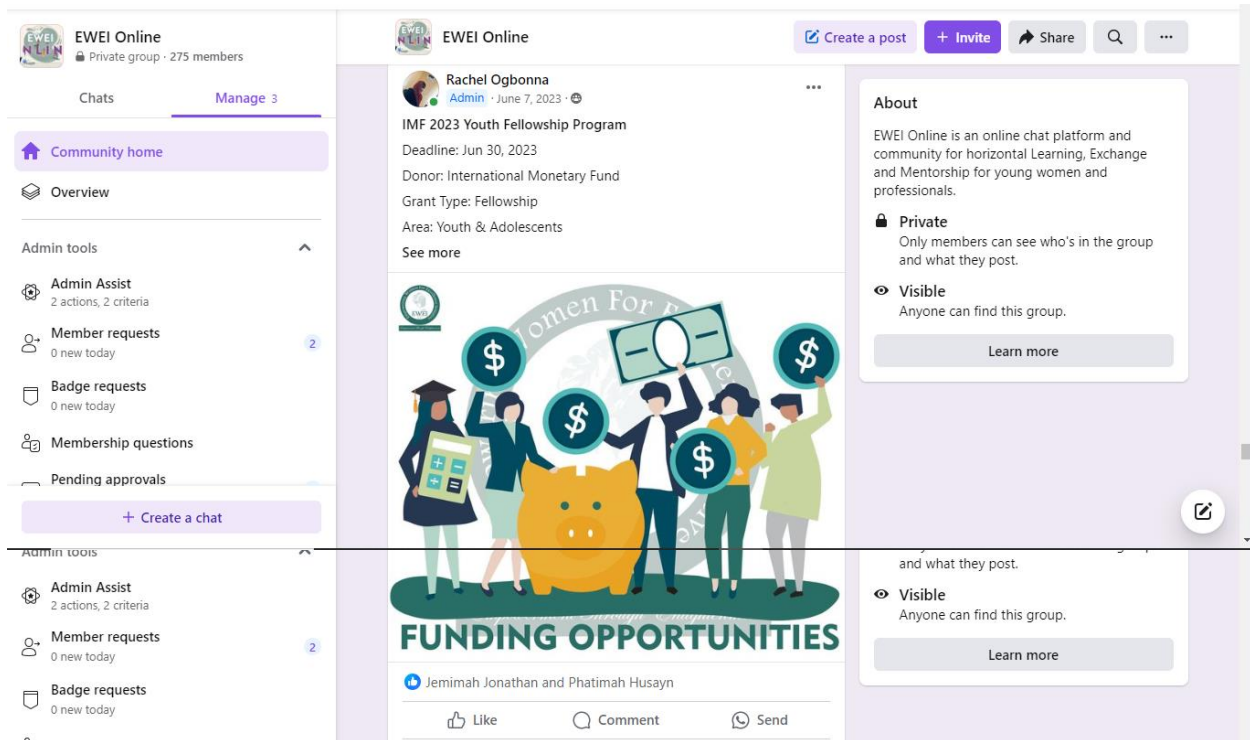 EWEI Online
Private group · 275 members
Chats
Manage 3
Community home
Overview
Admin tools
Admin Assist
2 actions, 2 criteria
Member requests
0 new today
2
Badge requests
0 new today
Membership questions
Pending approvals
+ Create a chat
Admin tools
Admin Assist
2 actions, 2 criteria
Member requests
0 new today
2
Badge requests
0 new today
EWEI
EWEI Online
Create a post
+ Invite
Share
Rachel Ogbonna
Admin · June 7, 2023 ·
IMF 2023 Youth Fellowship Program
Deadline: Jun 30, 2023
Donor: International Monetary Fund
Grant Type: Fellowship
Area: Youth & Adolescents
See more
EWEI
Women For
$
$
$
$
FUNDING OPPORTUNITIES
Jemimah Jonathan and Phatimah Husayn
Like
Comment
Send
About
EWEI Online is an online chat platform and
community for horizontal Learning, Exchange
and Mentorship for young women and
professionals.
Private
Only members can see who's in the group
and what they post.
Visible
Anyone can find this group.
Learn more
and what they post.
Visible
Anyone can find this group.
Learn more